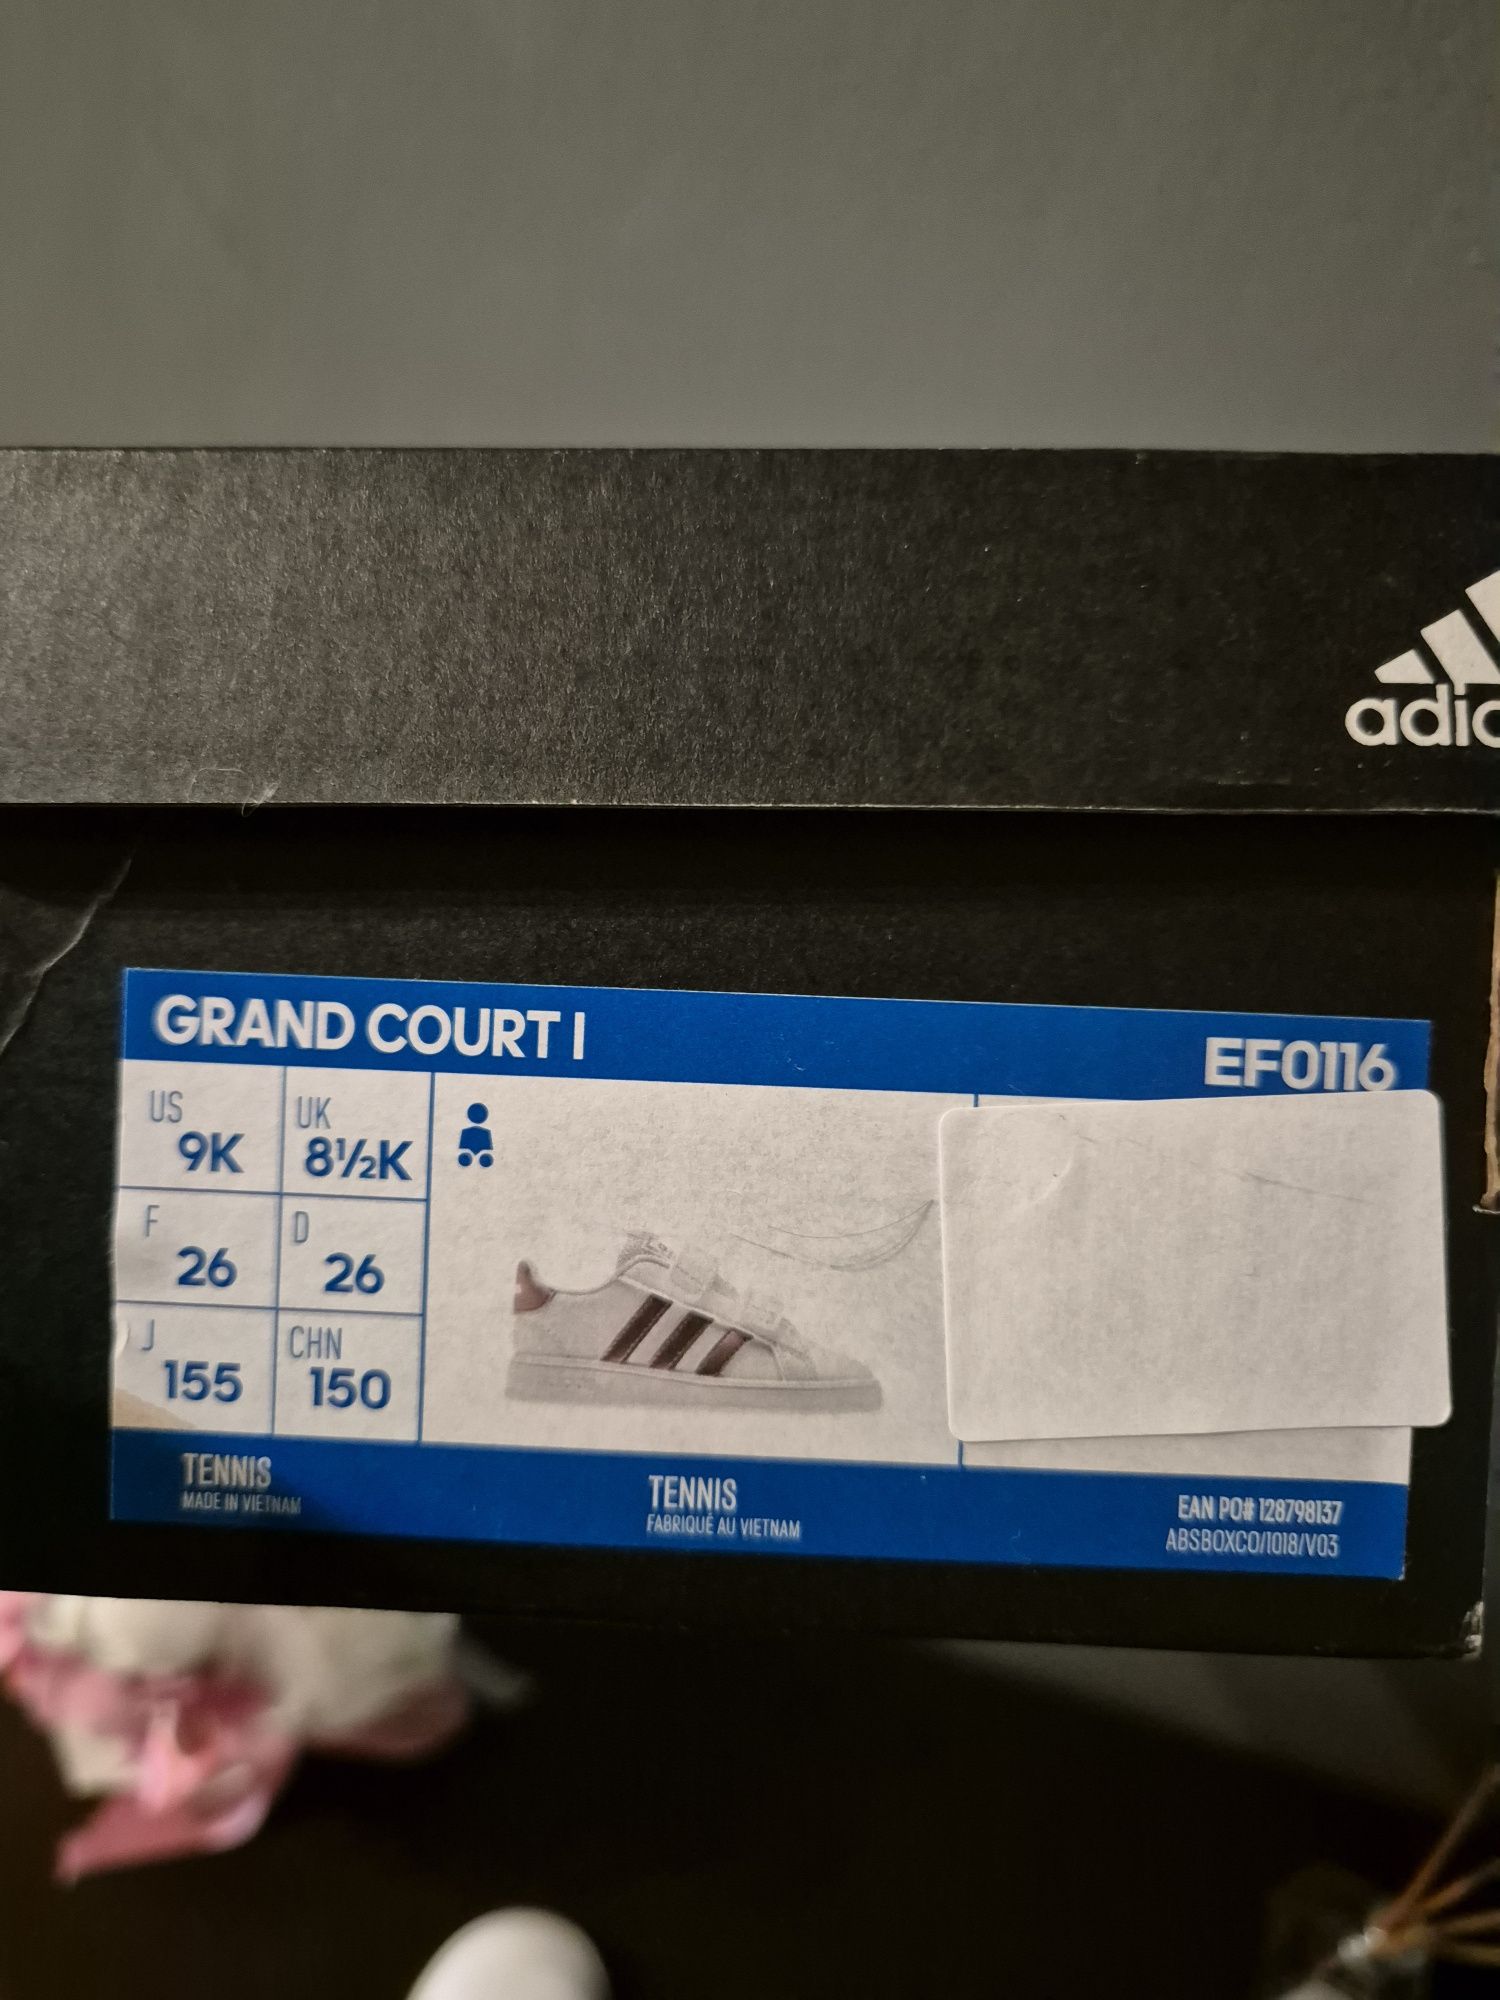 adid
GRAND COURT I
EF0116
US
9K
UK
8½K
F
26
D
26
J
155
CHN
150
TENNIS
MADE IN VIETNAM
TENNIS
FABRIQUÉ AU VIETNAM
EAN PO# 128798137
ABSBOXCO/1018/V03